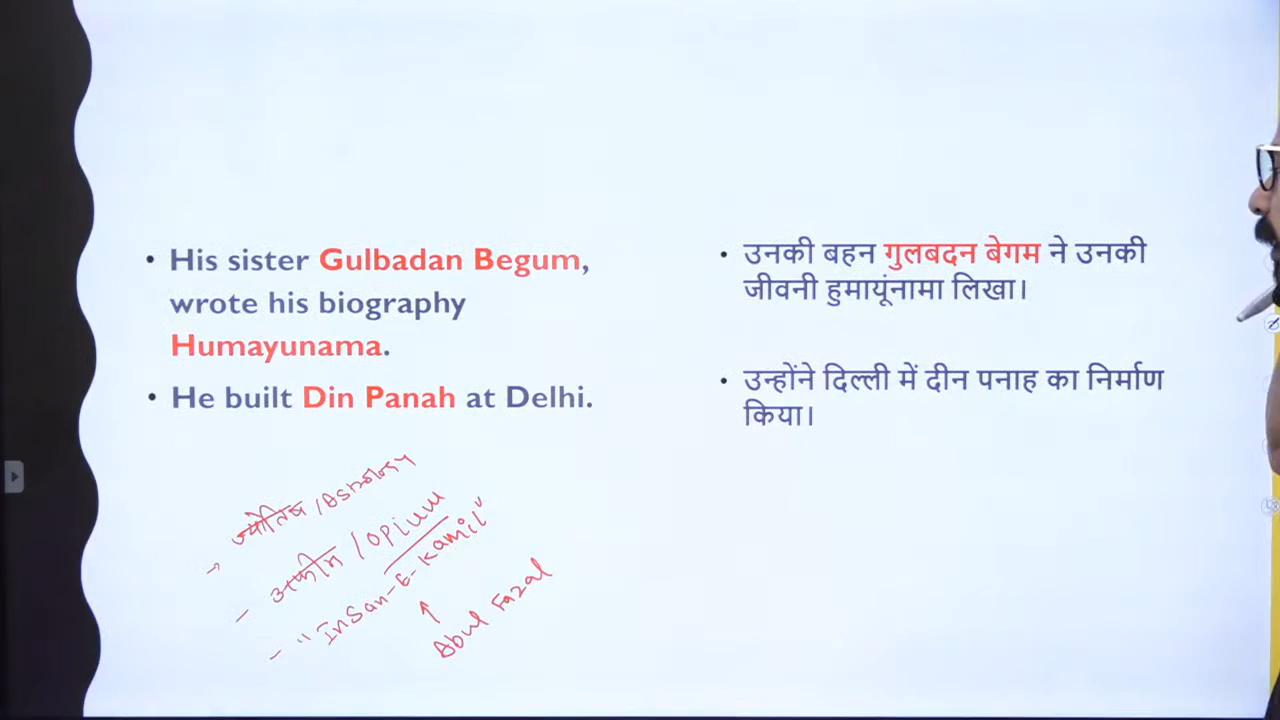 • His sister Gulbadan Begum,
wrote his biography
Humayunama.
• He built Din Panah at Delhi.
• उनकी बहन गुलबदन बेगम ने उनकी
जीवनी हुमायूंनामा लिखा।
• उन्होंने दिल्ली में दीन पनाह का निर्माण
किया।
→ ज्योतिष / Astrology
- अफीम / Opium
- "Insan-E-Kamil"
↑
Abul Fazal